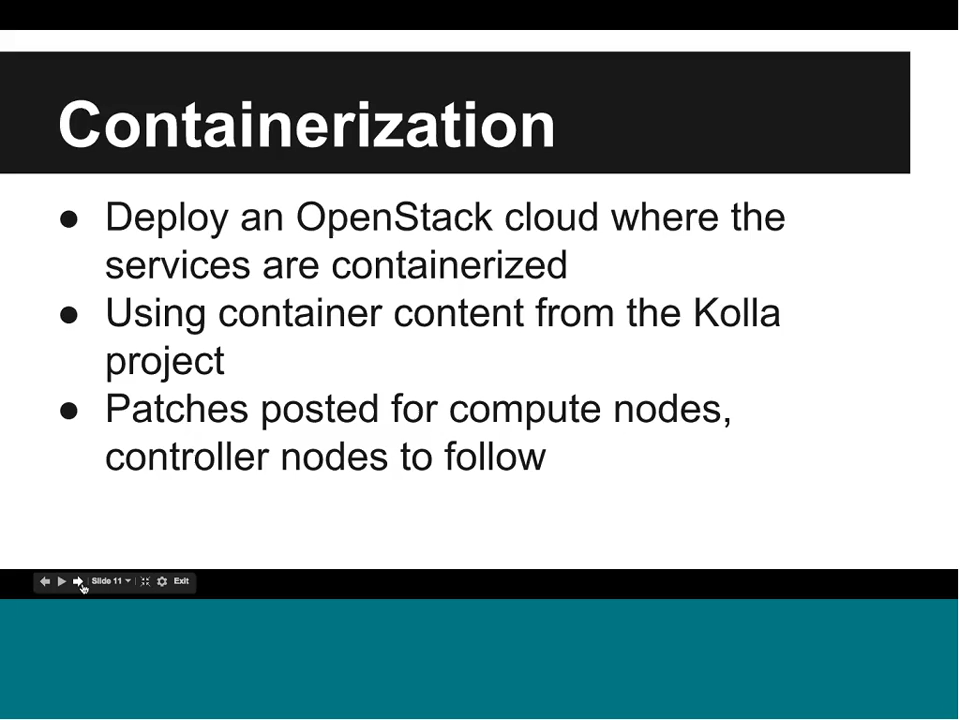 Containerization
● Deploy an OpenStack cloud where the
services are containerized
● Using container content from the Kolla
project
● Patches posted for compute nodes,
controller nodes to follow
Slide 11
Exit